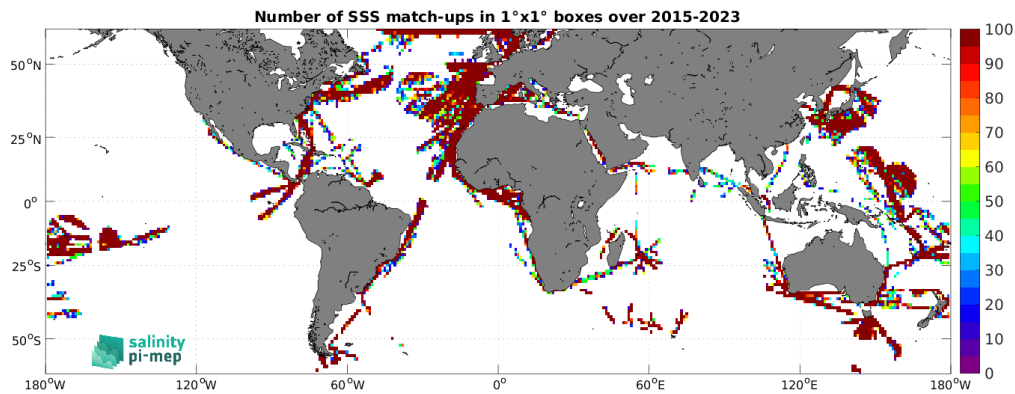 Number of SSS match-ups in 1°x1° boxes over 2015-2023
50°N
25°N
0°
25°S
50°S
180°W
120°W
60°W
0°
60°E
120°E
180°W
100
90
80
70
60
50
40
30
20
10
0
salinity
pi-mep